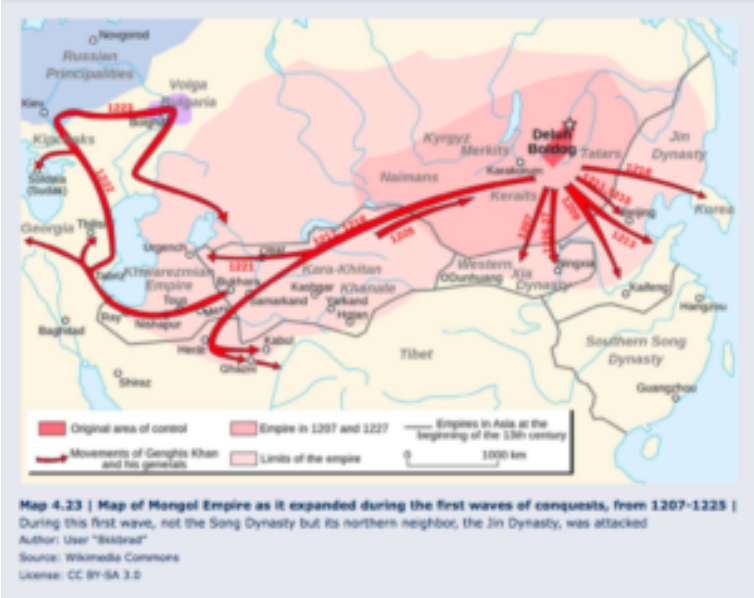 Novgorod
Russian
Principalities
Volga
Bulgaria
Kiev
1223
Bolghar
Kipchaks
1222
Soldaia
(Sudak)
Georgia
Tbilisi
Tabriz
Khwarezmian
Empire
Urgench
Otrar
1221
Bukhara
Samarkand
Tous
Merv
Ray
Nishapur
Baghdad
Shiraz
Herat
Kabul
Ghazni
Kara-Khitan
Khanate
Kashgar
Yarkand
Hotan
Kyrgyz
Merkits
Naimans
Karakorum
Keraits
Deluh
Boldog
Tatars
Jin
Dynasty
1218
Korea
Beijing
1213
1209
1207
Western
Xia
Dynasty
Dunhuang
Ningxia
Kaifeng
Hangzhou
Tibet
Southern Song
Dynasty
Guangzhou
Original area of control
Empire in 1207 and 1227
Empires in Asia at the
beginning of the 13th century
Movements of Genghis Khan
and his generals
Limits of the empire
0
1000 km
Map 4.23 | Map of Mongol Empire as it expanded during the first waves of conquests, from 1207-1225 |
During this first wave, not the Song Dynasty but its northern neighbor, the Jin Dynasty, was attacked
Author: User "Bkkbrad"
Source: Wikimedia Commons
License: CC BY-SA 3.0